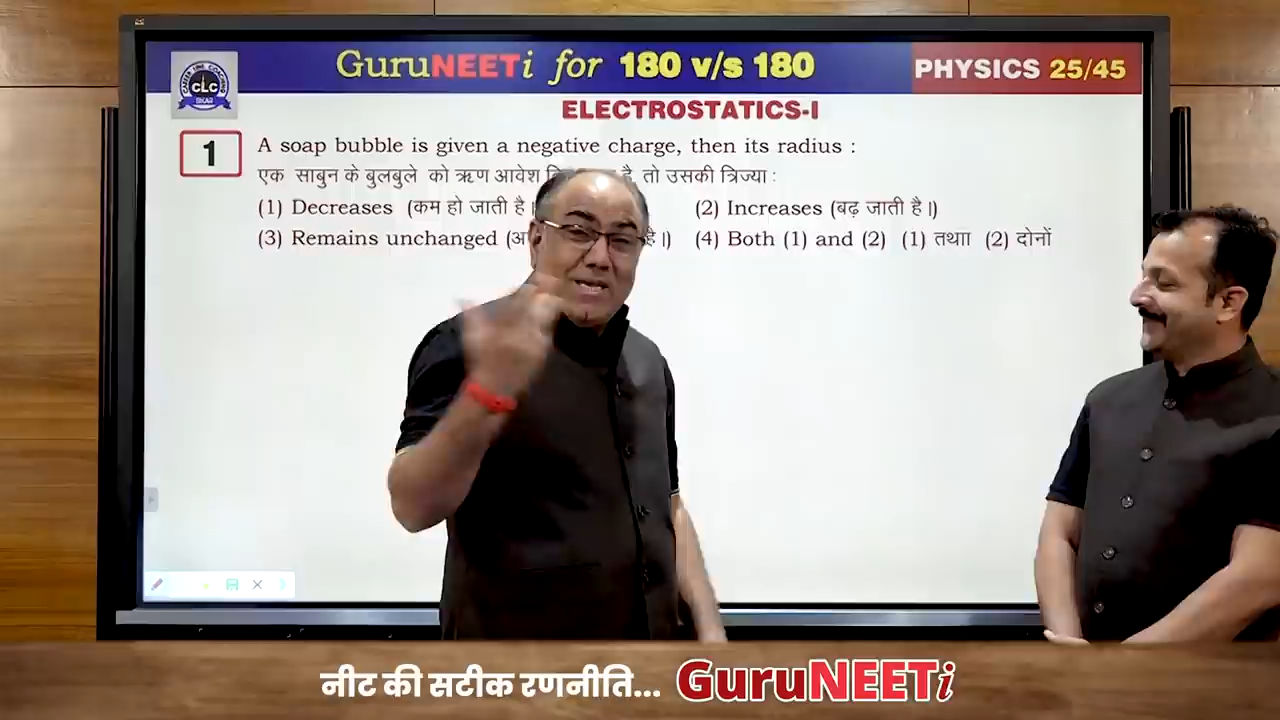 GuruNEETi for 180 v/s 180
PHYSICS 25/45
CLC
SIKAR
ELECTROSTATICS-I
1
A soap bubble is given a negative charge, then its radius :
एक साबुन के बुलबुले को ऋण आवेश है, तो उसकी त्रिज्या :
(1) Decreases (कम हो जाती है। (2) Increases (बढ़ जाती है।)
(3) Remains unchanged (अ है।) (4) Both (1) and (2) (1) तथाा (2) दोनों
नीट की सटीक रणनीति... GuruNEETi